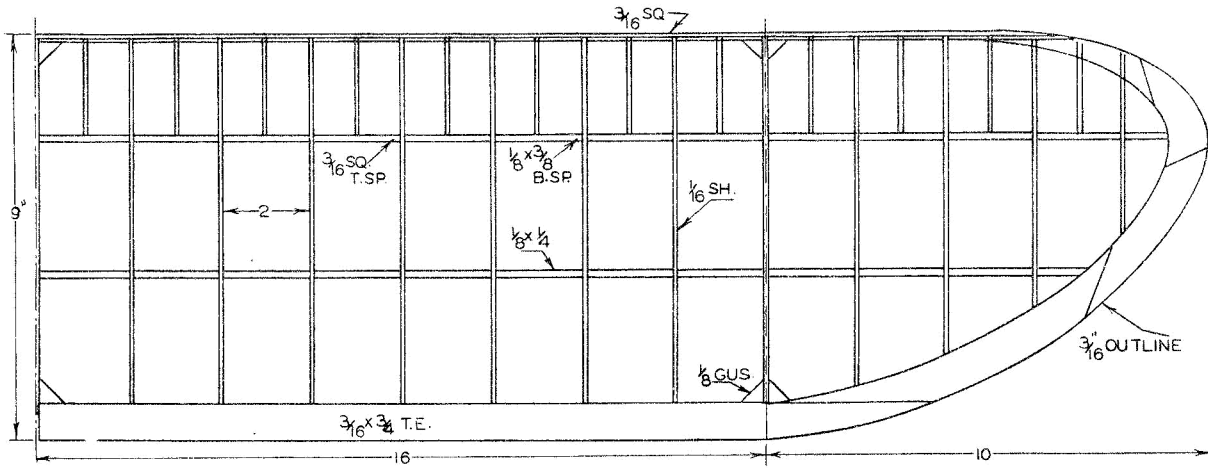 3/16 SQ
3/16 SQ.
T.SP.
1/8 x 3/8
B.SP.
1/16 SH.
9"
2
1/8 x 1/4
3/16" OUTLINE
1/8 GUS.
3/16 x 3/4 T.E.
16
10